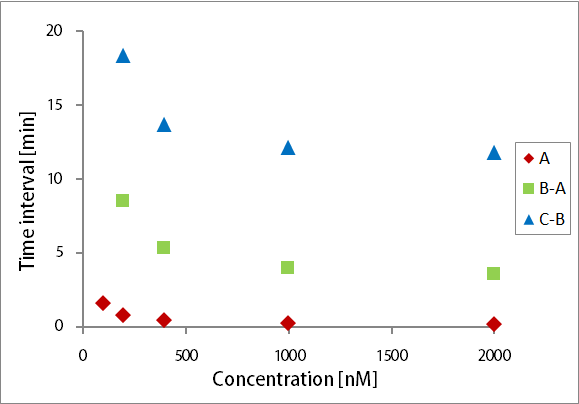 20
15
10
5
0
Time interval [min]
0 500 1000 1500 2000
Concentration [nM]
A
B-A
C-B